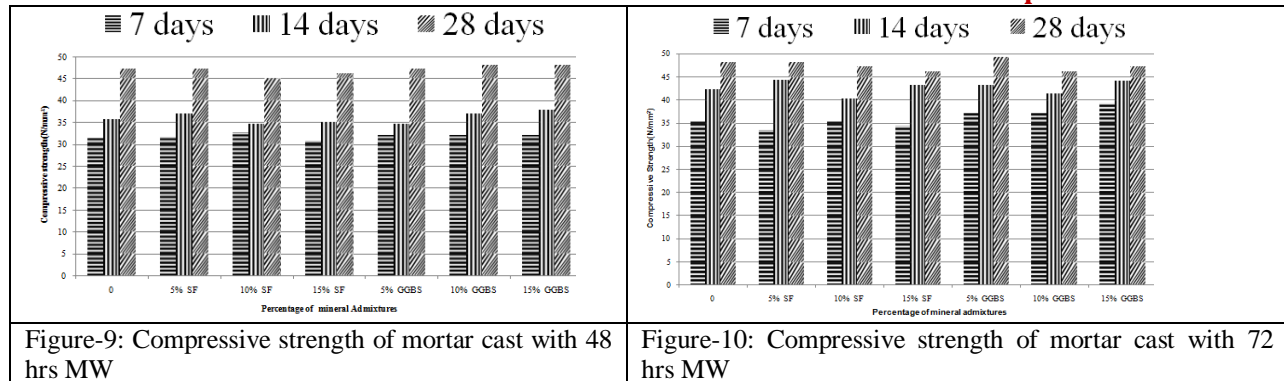 7 days 14 days 28 days
50
45
40
35
30
25
20
15
10
5
0
Compressive strength(N/mm²)
0 5% SF 10% SF 15% SF 5% GGBS 10% GGBS 15% GGBS
Percentage of mineral Admixtures
Figure-9: Compressive strength of mortar cast with 48
hrs MW
7 days 14 days 28 days
50
45
40
35
30
25
20
15
10
5
0
Compressive Strength(N/mm²)
0 5% SF 10% SF 15% SF 5% GGBS 10% GGBS 15% GGBS
Percentage of mineral admixtures
Figure-10: Compressive strength of mortar cast with 72
hrs MW